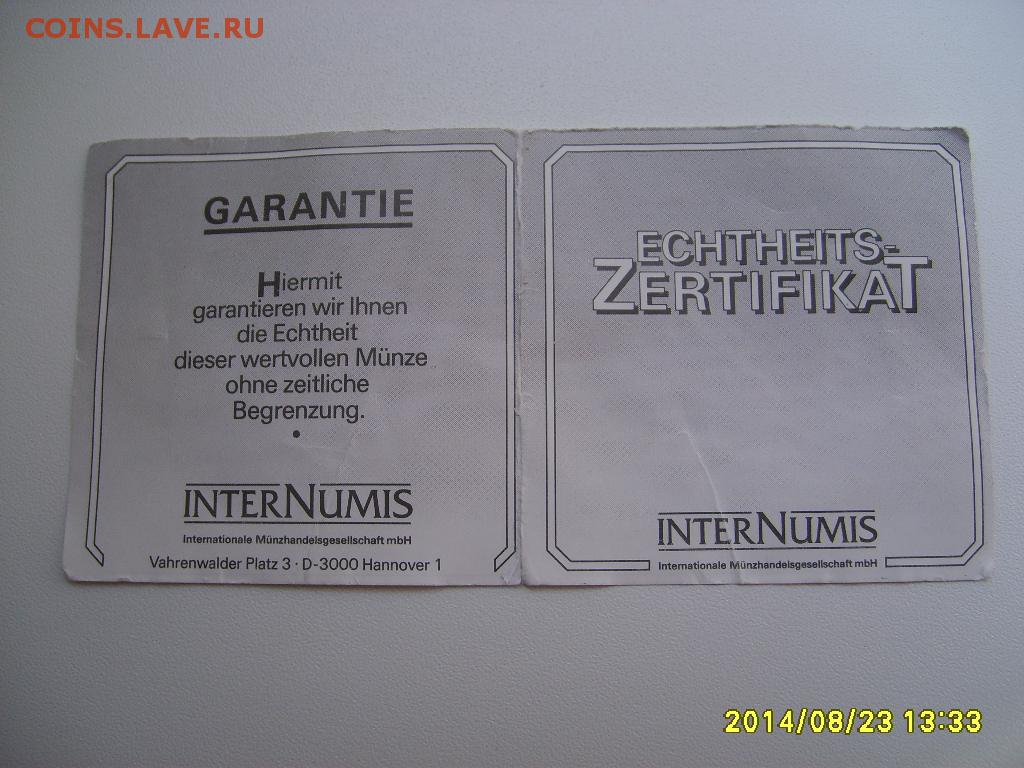 COINS.LAVE.RU
GARANTIE
Hiermit
garantieren wir Ihnen
die Echtheit
dieser wertvollen Münze
ohne zeitliche
Begrenzung.
•
INTERNUMIS
Internationale Münzhandelsgesellschaft mbH
Vahrenwalder Platz 3 · D-3000 Hannover 1
ECHTHEITS-
ZERTIFIKAT
INTERNUMIS
Internationale Münzhandelsgesellschaft mbH
2014/08/23 13:33